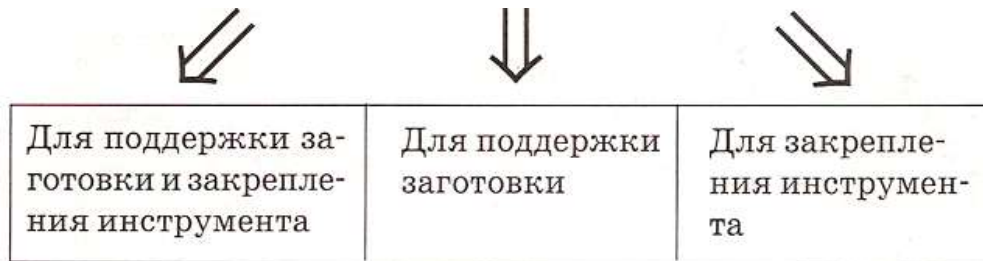 Для поддержки за-
готовки и закрепле-
ния инструмента
Для поддержки
заготовки
Для закрепле-
ния инструмен-
та